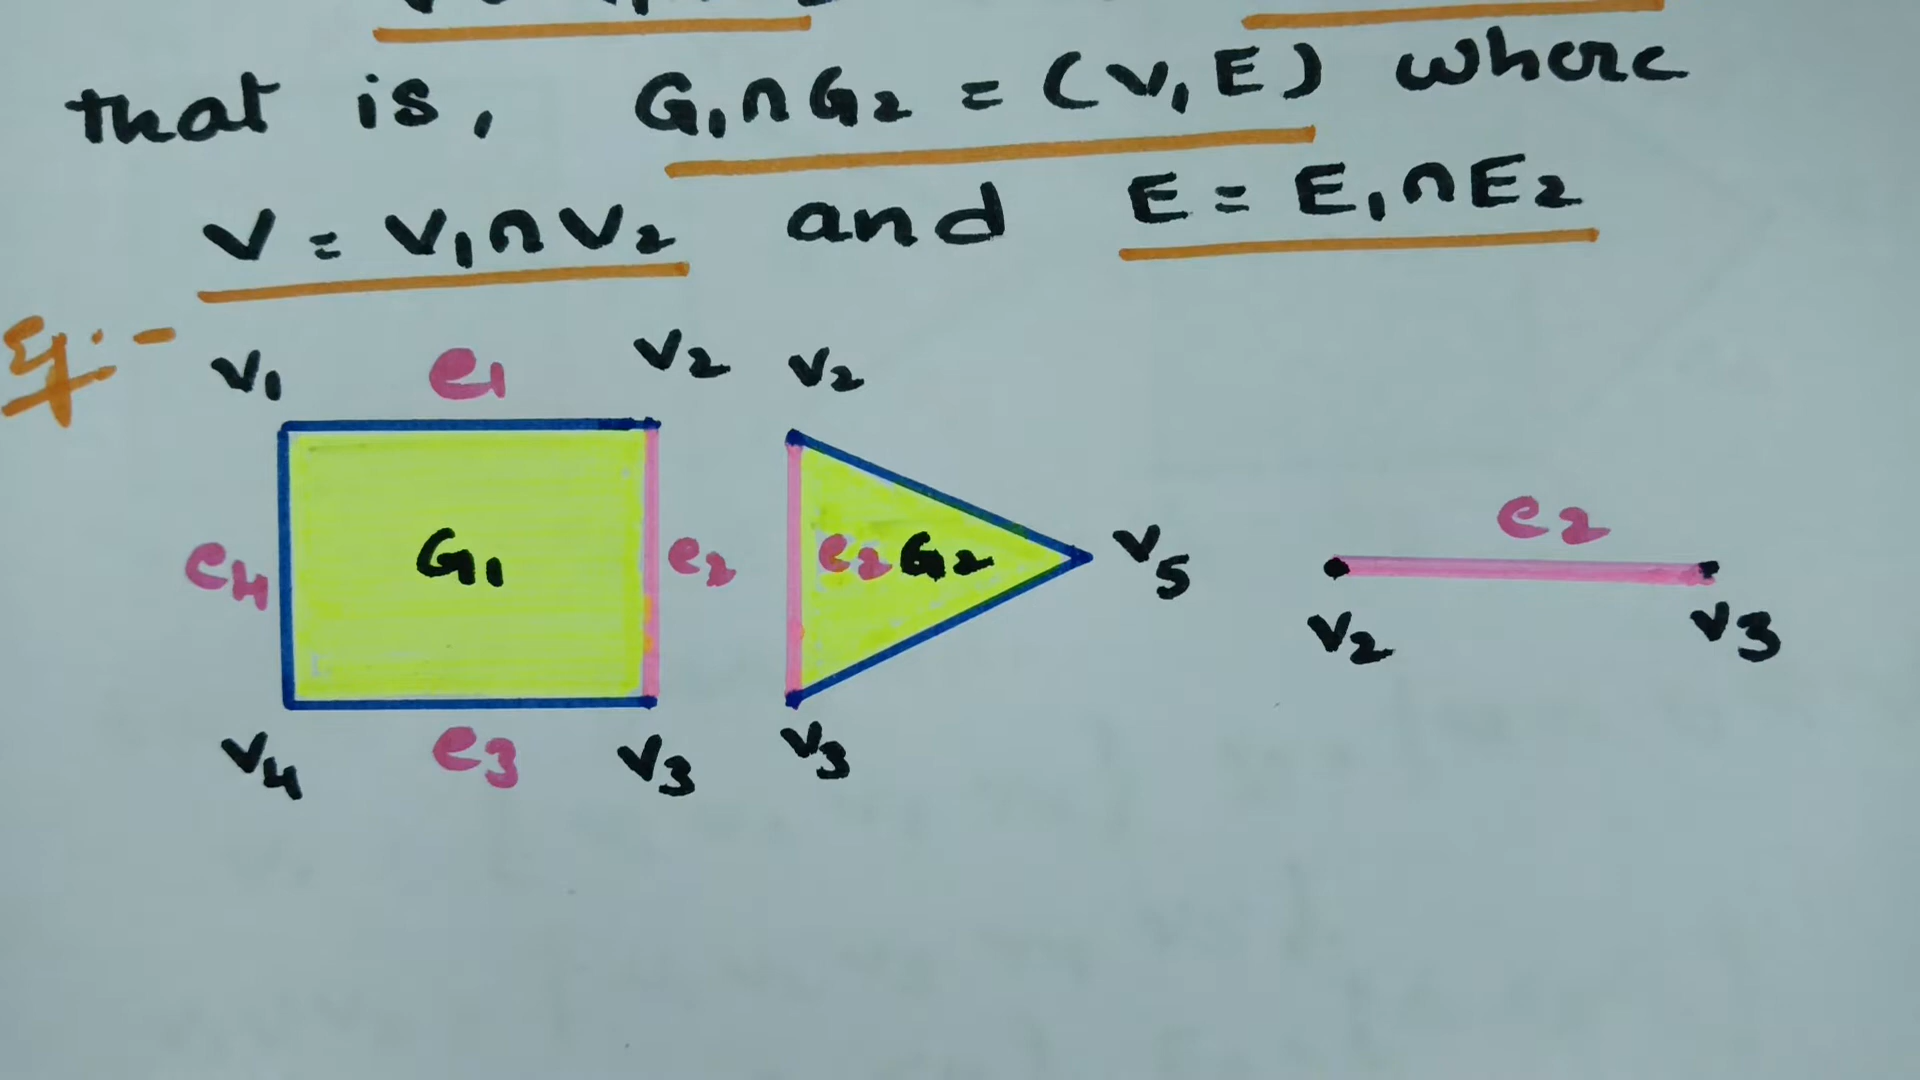 that is, G1∩G2 = (V, E) where
V = V1∩V2 and E = E1∩E2
Eg:-
V1 e1 V2 V2
e4 G1 e2 e2 G2 V5 e2
V2 V3
V4 e3 V3 V3